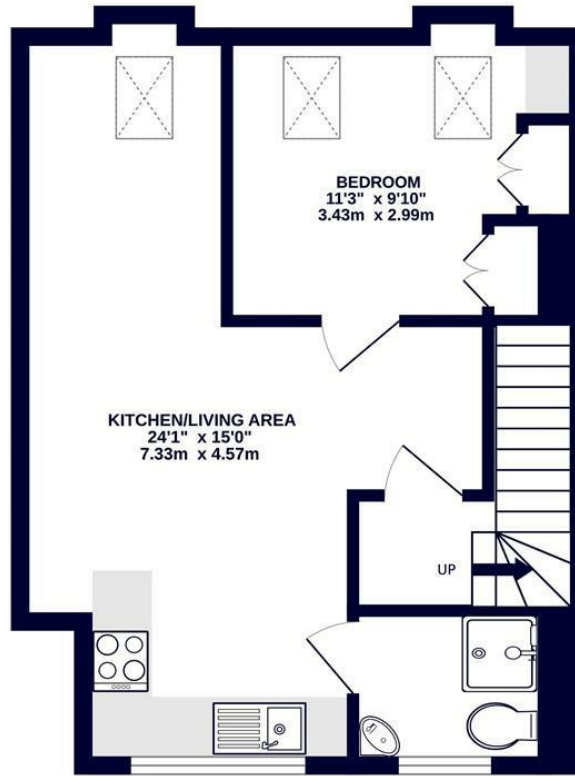 BEDROOM
11'3" x 9'10"
3.43m x 2.99m
KITCHEN/LIVING AREA
24'1" x 15'0"
7.33m x 4.57m
UP